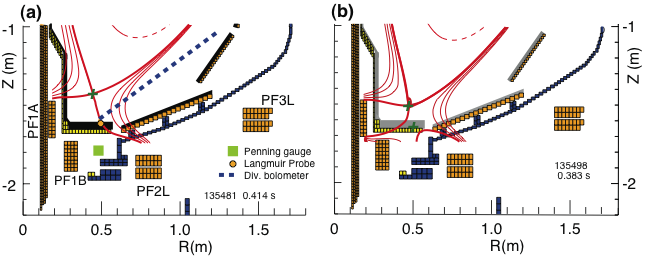 (a)
(b)
-1
-1
Z (m)
Z (m)
PF3L
PF1A
Penning gauge
Langmuir Probe
PF1B
Div. bolometer
PF2L
-2
-2
135481 0.414 s
135498
0.383 s
0 0.5 1.0 1.5
0 0.5 1.0 1.5
R(m)
R(m)